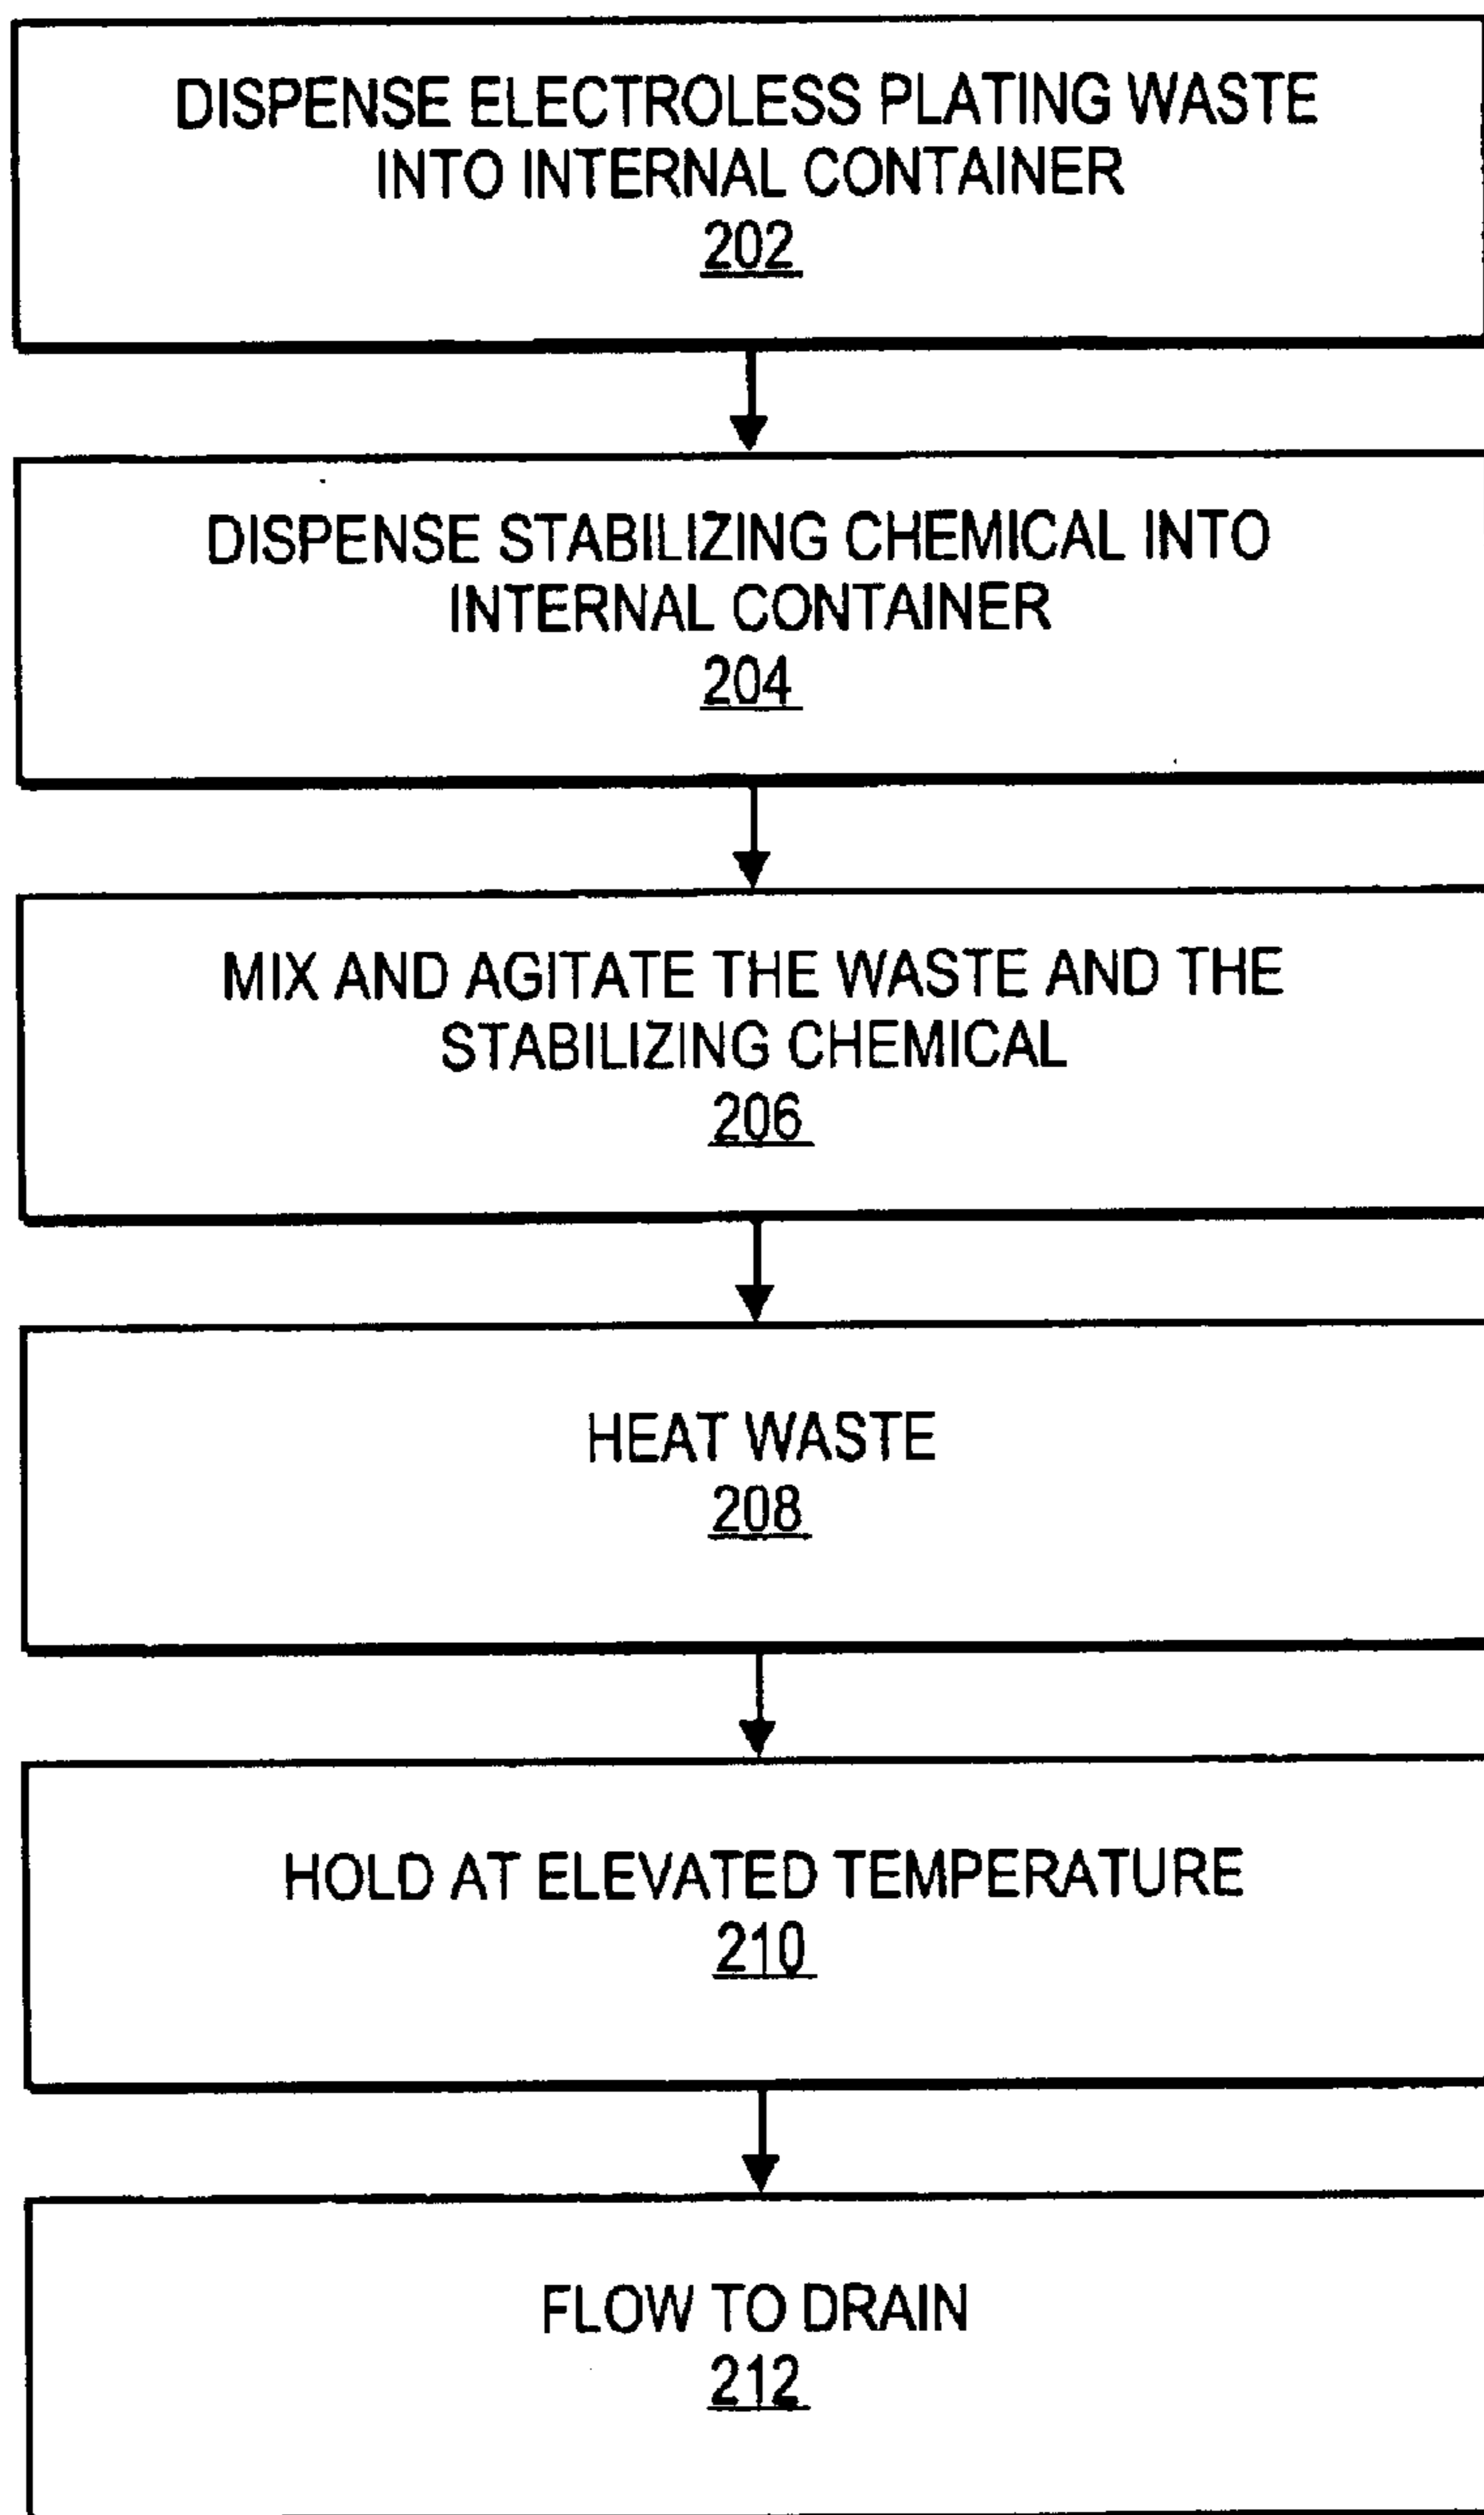 DISPENSE ELECTROLESS PLATING WASTE
INTO INTERNAL CONTAINER
202
DISPENSE STABILIZING CHEMICAL INTO
INTERNAL CONTAINER
204
MIX AND AGITATE THE WASTE AND THE
STABILIZING CHEMICAL
206
HEAT WASTE
208
HOLD AT ELEVATED TEMPERATURE
210
FLOW TO DRAIN
212